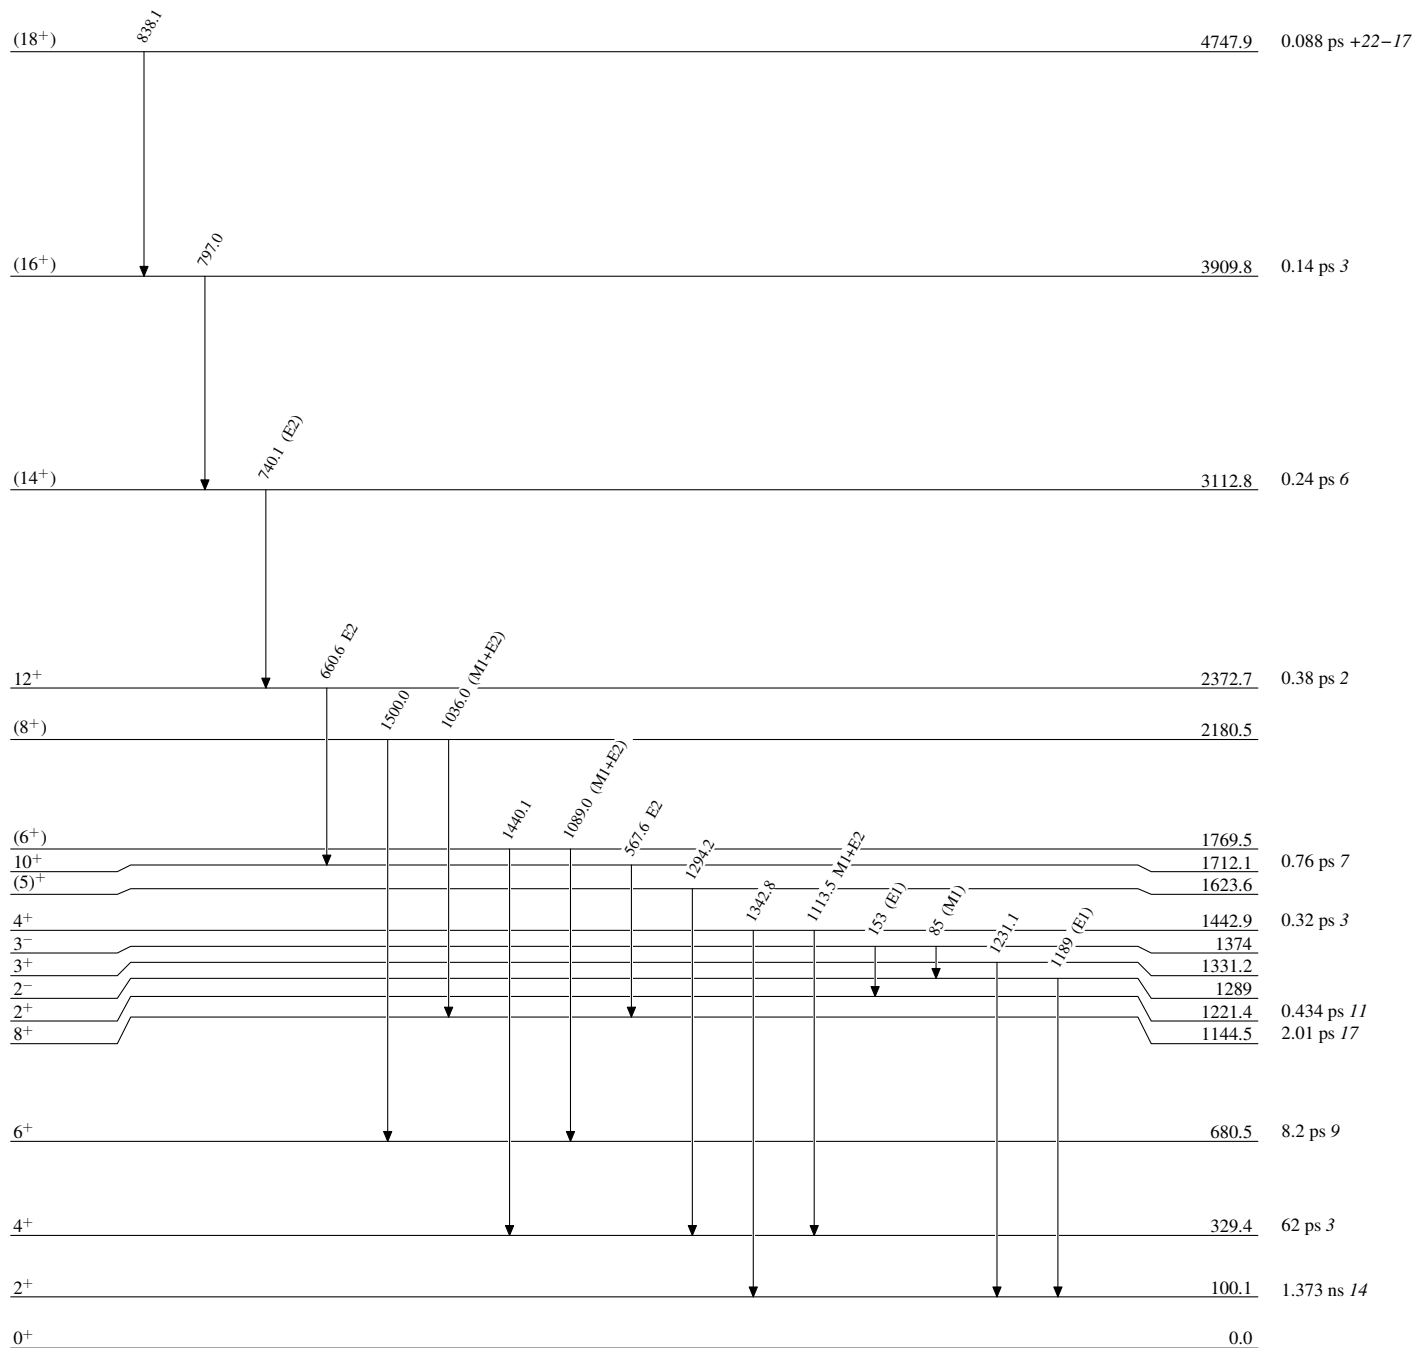 838.1
(18+) 4747.9 0.088 ps +22−17
797.0
(16+) 3909.8 0.14 ps 3
740.1 (E2)
(14+) 3112.8 0.24 ps 6
660.6 E2
1036.0 (M1+E2)
12+ 2372.7 0.38 ps 2
1500.0
(8+) 2180.5
1089.0 (M1+E2)
1440.1
567.6 E2
(6+) 1769.5
10+ 1712.1 0.76 ps 7
1294.2
(5)+ 1623.6
1342.8
1113.5 M1+E2
153 (E1)
85 (M1)
4+ 1442.9 0.32 ps 3
1231.1
1189 (E1)
3− 1374
3+ 1331.2
2− 1289
2+ 1221.4 0.434 ps 11
8+ 1144.5 2.01 ps 17
6+ 680.5 8.2 ps 9
4+ 329.4 62 ps 3
2+ 100.1 1.373 ns 14
0+ 0.0